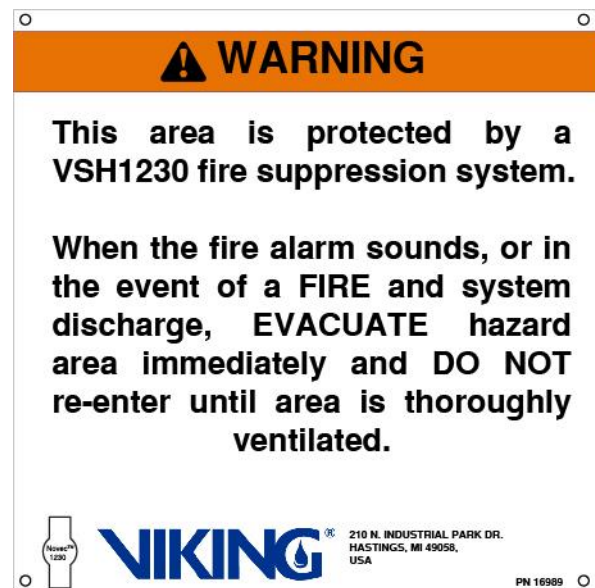 WARNING
This area is protected by a
VSH1230 fire suppression system.
When the fire alarm sounds, or in
the event of a FIRE and system
discharge, EVACUATE hazard
area immediately and DO NOT
re-enter until area is thoroughly
ventilated.
Novec™
1230
VIKING®
210 N. INDUSTRIAL PARK DR.
HASTINGS, MI 49058,
USA
PN 16989